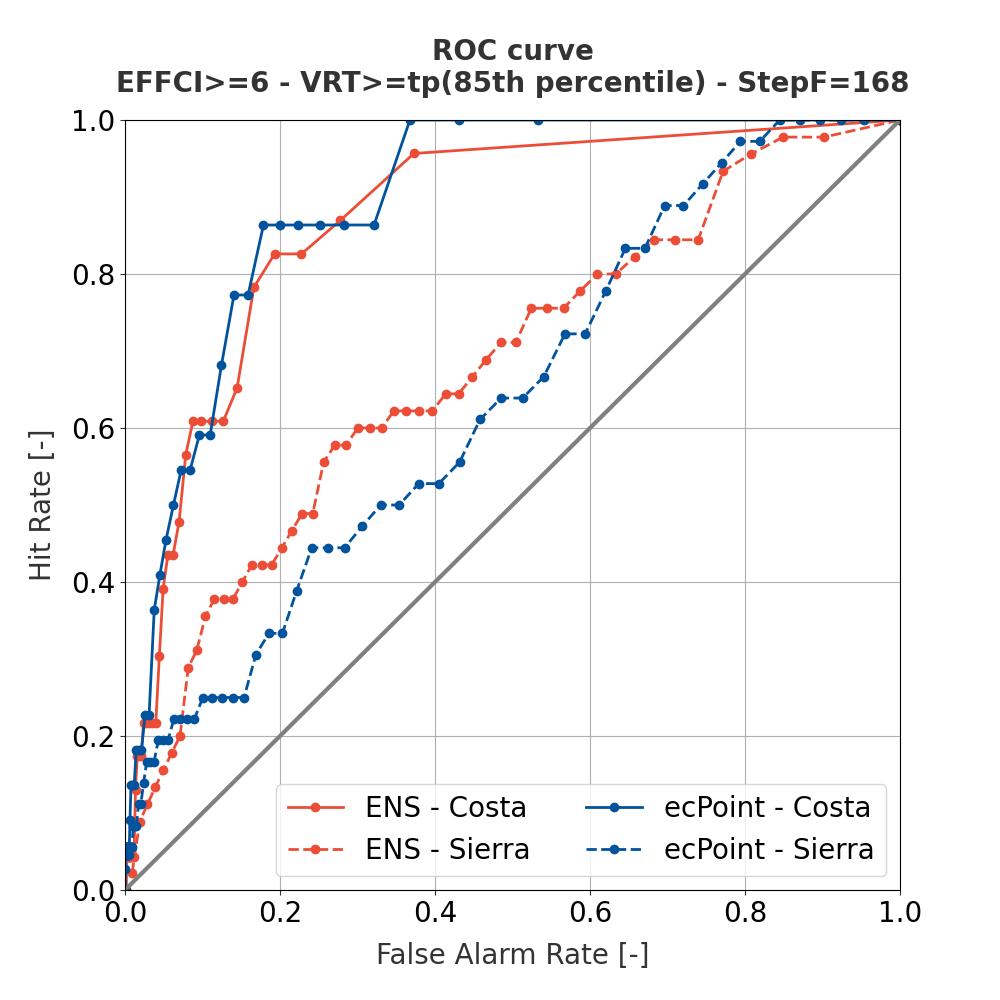 ROC curve
EFFCI>=6 - VRT>=tp(85th percentile) - StepF=168
1.0
0.8
0.6
0.4
0.2
0.0
Hit Rate [-]
ENS - Costa
ENS - Sierra
ecPoint - Costa
ecPoint - Sierra
0.0 0.2 0.4 0.6 0.8 1.0
False Alarm Rate [-]